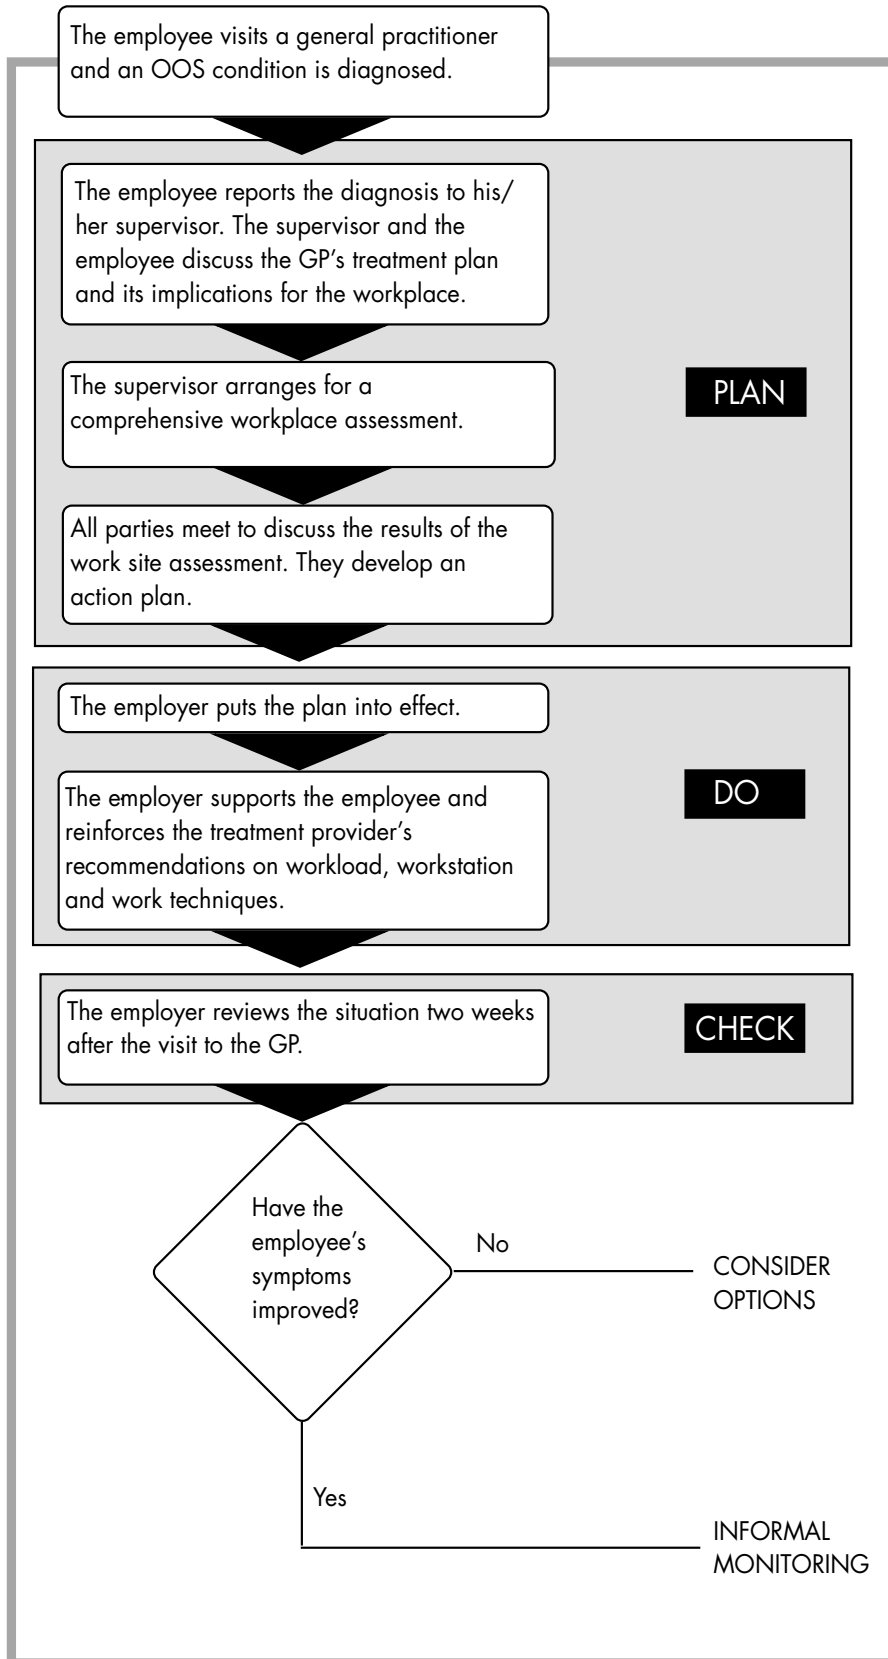 The employee visits a general practitioner
and an OOS condition is diagnosed.
The employee reports the diagnosis to his/
her supervisor. The supervisor and the
employee discuss the GP's treatment plan
and its implications for the workplace.
The supervisor arranges for a
comprehensive workplace assessment.
PLAN
All parties meet to discuss the results of the
work site assessment. They develop an
action plan.
The employer puts the plan into effect.
The employer supports the employee and
reinforces the treatment provider's
recommendations on workload, workstation
and work techniques.
DO
The employer reviews the situation two weeks
after the visit to the GP.
CHECK
Have the
employee's
symptoms
improved?
No
CONSIDER
OPTIONS
Yes
INFORMAL
MONITORING